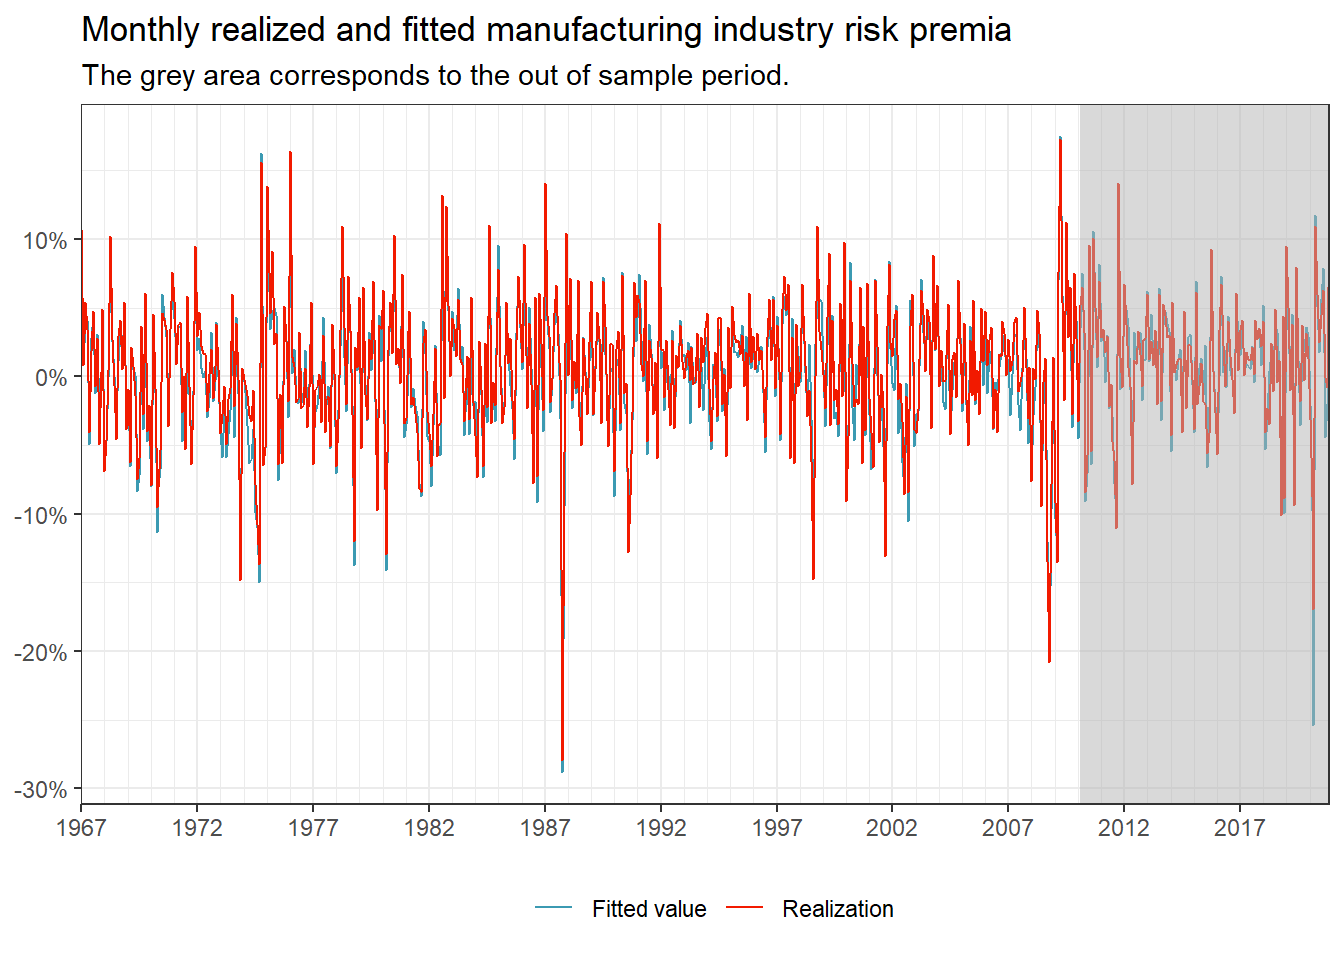 Monthly realized and fitted manufacturing industry risk premia
The grey area corresponds to the out of sample period.
10%
0%
-10%
-20%
-30%
1967 1972 1977 1982 1987 1992 1997 2002 2007 2012 2017
Fitted value Realization